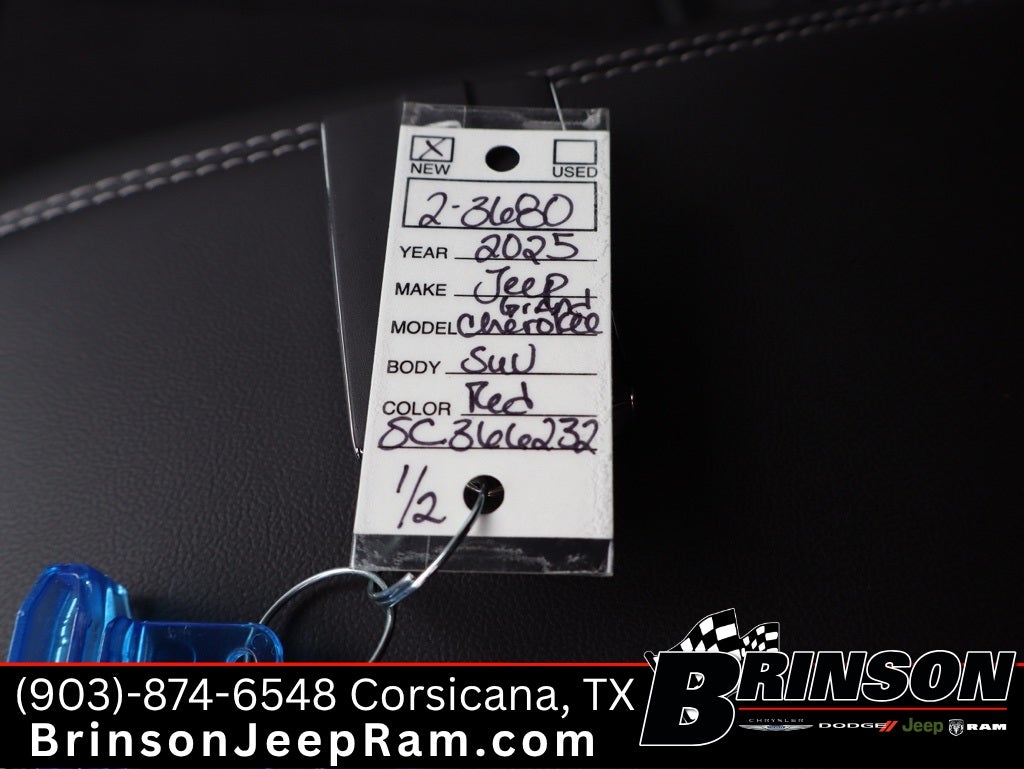 X
NEW USED
2-3680
YEAR 2025
MAKE Jeep
MODEL Grand Cherokee
BODY SUV
COLOR Red
SC366232
1/2
(903)-874-6548 Corsicana, TX
BrinsonJeepRam.com
BRINSON
CHRYSLER DODGE Jeep RAM